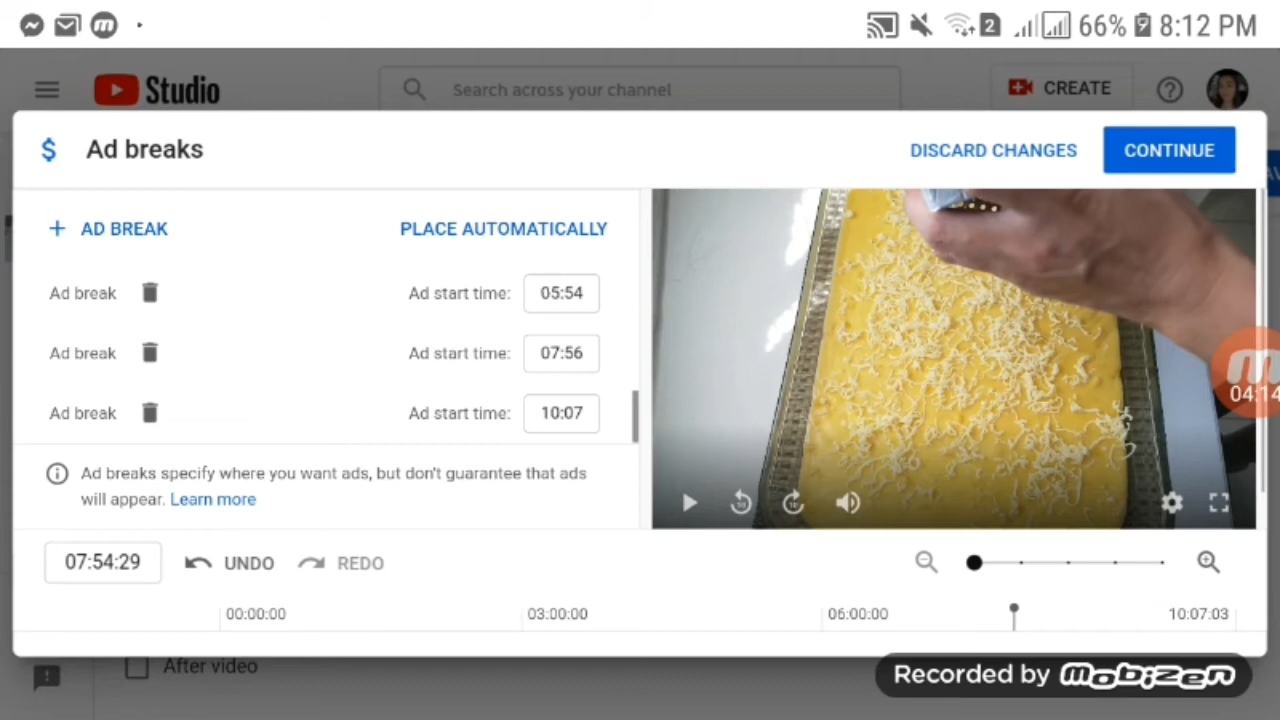 2 66% 8:12 PM
Studio Search across your channel CREATE
Ad breaks DISCARD CHANGES CONTINUE
+ AD BREAK PLACE AUTOMATICALLY
Ad break Ad start time: 05:54
Ad break Ad start time: 07:56
Ad break Ad start time: 10:07
04:14
Ad breaks specify where you want ads, but don't guarantee that ads
will appear. Learn more
07:54:29 UNDO REDO
00:00:00 03:00:00 06:00:00 10:07:03
After video
Recorded by mobizen